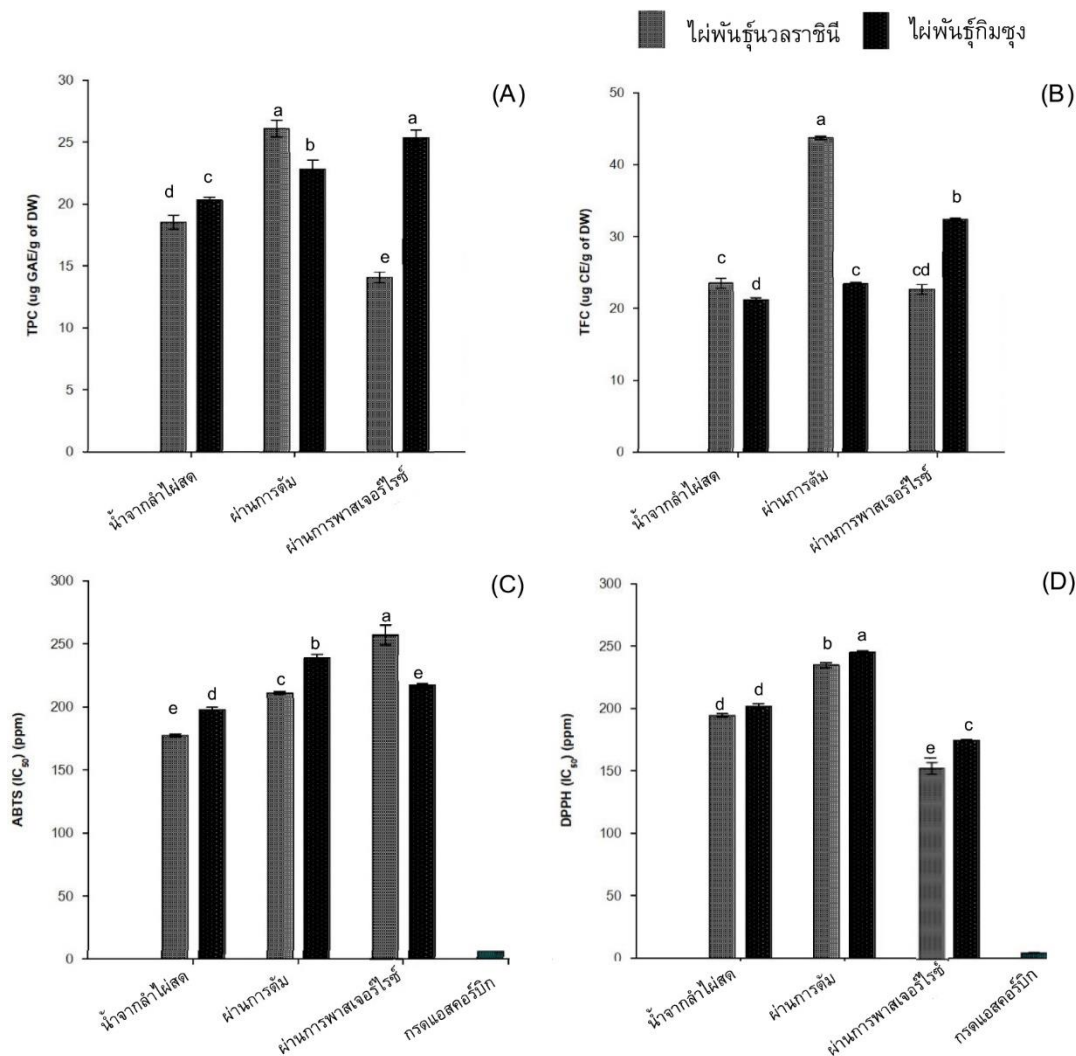 ไผ่พันธุ์นวลราชินี ไผ่พันธุ์กิมซุง
(A)
30
25
20
15
10
5
0
TPC (ug GAE/g of DW)
d c a b e a
น้ำจากลำไผ่สด ผ่านการต้ม ผ่านการพาสเจอร์ไรซ์
(B)
50
40
30
20
10
0
TFC (ug CE/g of DW)
c d a c cd b
น้ำจากลำไผ่สด ผ่านการต้ม ผ่านการพาสเจอร์ไรซ์
(C)
300
250
200
150
100
50
0
ABTS (IC50) (ppm)
e d c b a e
น้ำจากลำไผ่สด ผ่านการต้ม ผ่านการพาสเจอร์ไรซ์ กรดแอสคอร์บิก
(D)
300
250
200
150
100
50
0
DPPH (IC50) (ppm)
d d b a e c
น้ำจากลำไผ่สด ผ่านการต้ม ผ่านการพาสเจอร์ไรซ์ กรดแอสคอร์บิก